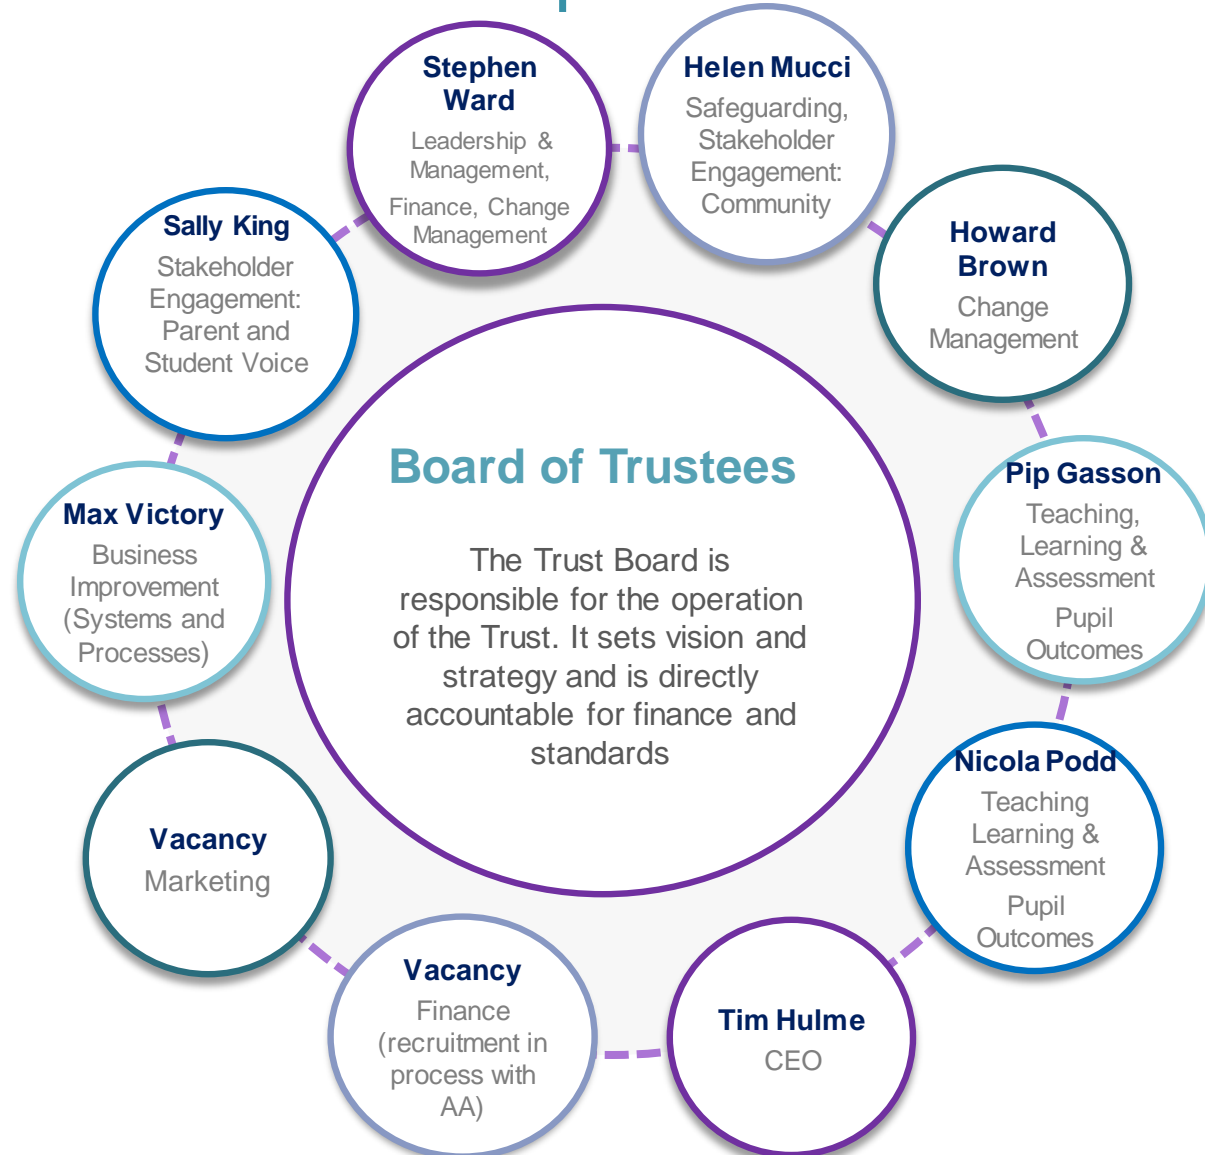 Stephen
Ward
Leadership &
Management,
Finance, Change
Management
Helen Mucci
Safeguarding,
Stakeholder
Engagement:
Community
Howard
Brown
Change
Management
Pip Gasson
Teaching,
Learning &
Assessment
Pupil
Outcomes
Nicola Podd
Teaching
Learning &
Assessment
Pupil
Outcomes
Tim Hulme
CEO
Vacancy
Finance
(recruitment in
process with
AA)
Vacancy
Marketing
Max Victory
Business
Improvement
(Systems and
Processes)
Sally King
Stakeholder
Engagement:
Parent and
Student Voice
Board of Trustees
The Trust Board is
responsible for the operation
of the Trust. It sets vision and
strategy and is directly
accountable for finance and
standards